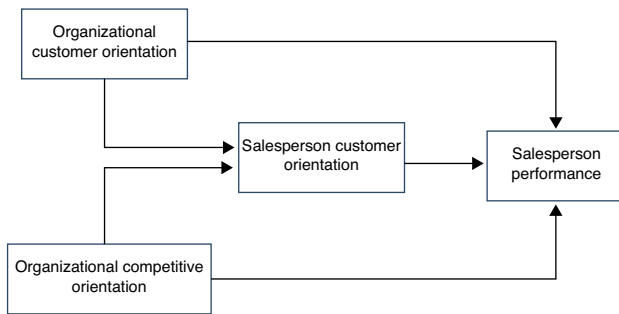 Organizational
customer orientation
Salesperson customer
orientation
Salesperson
performance
Organizational competitive
orientation